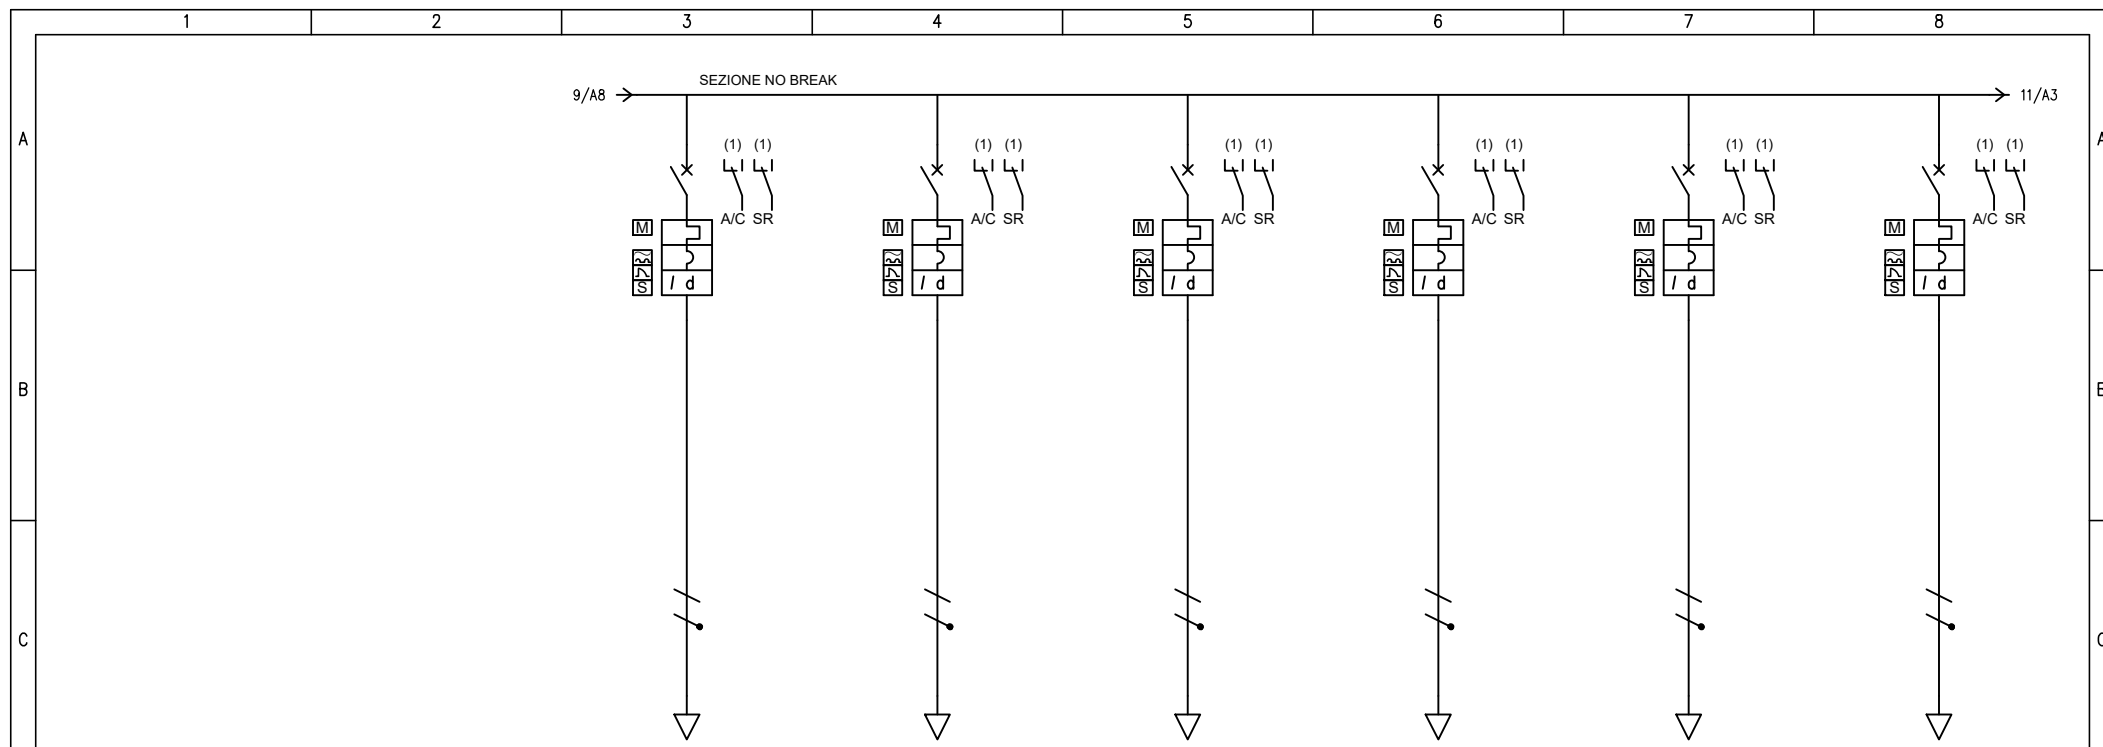 1 2 3 4 5 6 7 8
SEZIONE NO BREAK
9/A8 11/A3
A A
(1) (1) (1) (1) (1) (1) (1) (1) (1) (1) (1) (1)
A/C SR A/C SR A/C SR A/C SR A/C SR A/C SR
M M M M M M
S I d S I d S I d S I d S I d S I d
B B
C C